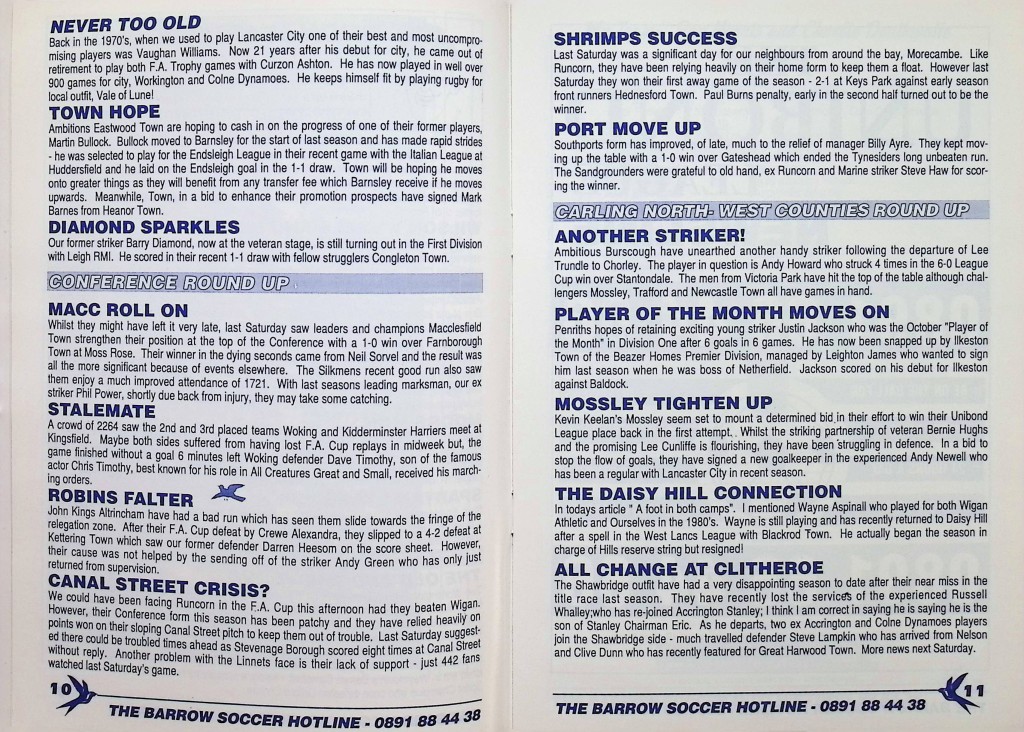 NEVER TOO OLD
Back in the 1970's, when we used to play Lancaster City one of their best and most uncompro-
mising players was Vaughan Williams. Now 21 years after his debut for city, he came out of
retirement to play both F.A. Trophy games with Curzon Ashton. He has now played in well over
900 games for city, Workington and Colne Dynamoes. He keeps himself fit by playing rugby for
local outfit, Vale of Lune!
TOWN HOPE
Ambitions Eastwood Town are hoping to cash in on the progress of one of their former players,
Martin Bullock. Bullock moved to Barnsley for the start of last season and has made rapid strides
- he was selected to play for the Endsleigh League in their recent game with the Italian League at
Huddersfield and he laid on the Endsleigh goal in the 1-1 draw. Town will be hoping he moves
onto greater things as they will benefit from any transfer fee which Barnsley receive if he moves
upwards. Meanwhile, Town, in a bid to enhance their promotion prospects have signed Mark
Barnes from Heanor Town.
DIAMOND SPARKLES
Our former striker Barry Diamond, now at the veteran stage, is still turning out in the First Division
with Leigh RMI. He scored in their recent 1-1 draw with fellow strugglers Congleton Town.
CONFERENCE ROUND UP
MACC ROLL ON
Whilst they might have left it very late, last Saturday saw leaders and champions Macclesfield
Town strengthen their position at the top of the Conference with a 1-0 win over Farnborough
Town at Moss Rose. Their winner in the dying seconds came from Neil Sorvel and the result was
all the more significant because of events elsewhere. The Silkmens recent good run also saw
them enjoy a much improved attendance of 1721. With last seasons leading marksman, our ex
striker Phil Power, shortly due back from injury, they may take some catching.
STALEMATE
A crowd of 2264 saw the 2nd and 3rd placed teams Woking and Kidderminster Harriers meet at
Kingsfield. Maybe both sides suffered from having lost F.A. Cup replays in midweek but, the
game finished without a goal 6 minutes left Woking defender Dave Timothy, son of the famous
actor Chris Timothy, best known for his role in All Creatures Great and Small, received his march-
ing orders.
ROBINS FALTER
John Kings Altrincham have had a bad run which has seen them slide towards the fringe of the
relegation zone. After their F.A. Cup defeat by Crewe Alexandra, they slipped to a 4-2 defeat at
Kettering Town which saw our former defender Darren Heesom on the score sheet. However,
their cause was not helped by the sending off of the striker Andy Green who has only just
returned from supervision.
CANAL STREET CRISIS?
We could have been facing Runcorn in the F.A. Cup this afternoon had they beaten Wigan.
However, their Conference form this season has been patchy and they have relied heavily on
points won on their sloping Canal Street pitch to keep them out of trouble. Last Saturday suggest-
ed there could be troubled times ahead as Stevenage Borough scored eight times at Canal Street
without reply. Another problem with the Linnets face is their lack of support - just 442 fans
watched last Saturday's game.
10
THE BARROW SOCCER HOTLINE - 0891 88 44 38
SHRIMPS SUCCESS
Last Saturday was a significant day for our neighbours from around the bay, Morecambe. Like
Runcorn, they have been relying heavily on their home form to keep them a float. However last
Saturday they won their first away game of the season - 2-1 at Keys Park against early season
front runners Hednesford Town. Paul Burns penalty, early in the second half turned out to be the
winner.
PORT MOVE UP
Southports form has improved, of late, much to the relief of manager Billy Ayre. They kept mov-
ing up the table with a 1-0 win over Gateshead which ended the Tynesiders long unbeaten run.
The Sandgrounders were grateful to old hand, ex Runcorn and Marine striker Steve Haw for scor-
ing the winner.
CARLING NORTH- WEST COUNTIES ROUND UP
ANOTHER STRIKER!
Ambitious Burscough have unearthed another handy striker following the departure of Lee
Trundle to Chorley. The player in question is Andy Howard who struck 4 times in the 6-0 League
Cup win over Stantondale. The men from Victoria Park have hit the top of the table although chal-
lengers Mossley, Trafford and Newcastle Town all have games in hand.
PLAYER OF THE MONTH MOVES ON
Penriths hopes of retaining exciting young striker Justin Jackson who was the October "Player of
the Month" in Division One after 6 goals in 6 games. He has now been snapped up by Ilkeston
Town of the Beazer Homes Premier Division, managed by Leighton James who wanted to sign
him last season when he was boss of Netherfield. Jackson scored on his debut for Ilkeston
against Baldock.
MOSSLEY TIGHTEN UP
Kevin Keelan's Mossley seem set to mount a determined bid in their effort to win their Unibond
League place back in the first attempt. Whilst the striking partnership of veteran Bernie Hughs
and the promising Lee Cunliffe is flourishing, they have been struggling in defence. In a bid to
stop the flow of goals, they have signed a new goalkeeper in the experienced Andy Newell who
has been a regular with Lancaster City in recent season.
THE DAISY HILL CONNECTION
In todays article " A foot in both camps". I mentioned Wayne Aspinall who played for both Wigan
Athletic and Ourselves in the 1980's. Wayne is still playing and has recently returned to Daisy Hill
after a spell in the West Lancs League with Blackrod Town. He actually began the season in
charge of Hills reserve string but resigned!
ALL CHANGE AT CLITHEROE
The Shawbridge outfit have had a very disappointing season to date after their near miss in the
title race last season. They have recently lost the services of the experienced Russell
Whalley;who has re-joined Accrington Stanley; I think I am correct in saying he is saying he is the
son of Stanley Chairman Eric. As he departs, two ex Accrington and Colne Dynamoes players
join the Shawbridge side - much travelled defender Steve Lampkin who has arrived from Nelson
and Clive Dunn who has recently featured for Great Harwood Town. More news next Saturday.
11
THE BARROW SOCCER HOTLINE - 0891 88 44 38